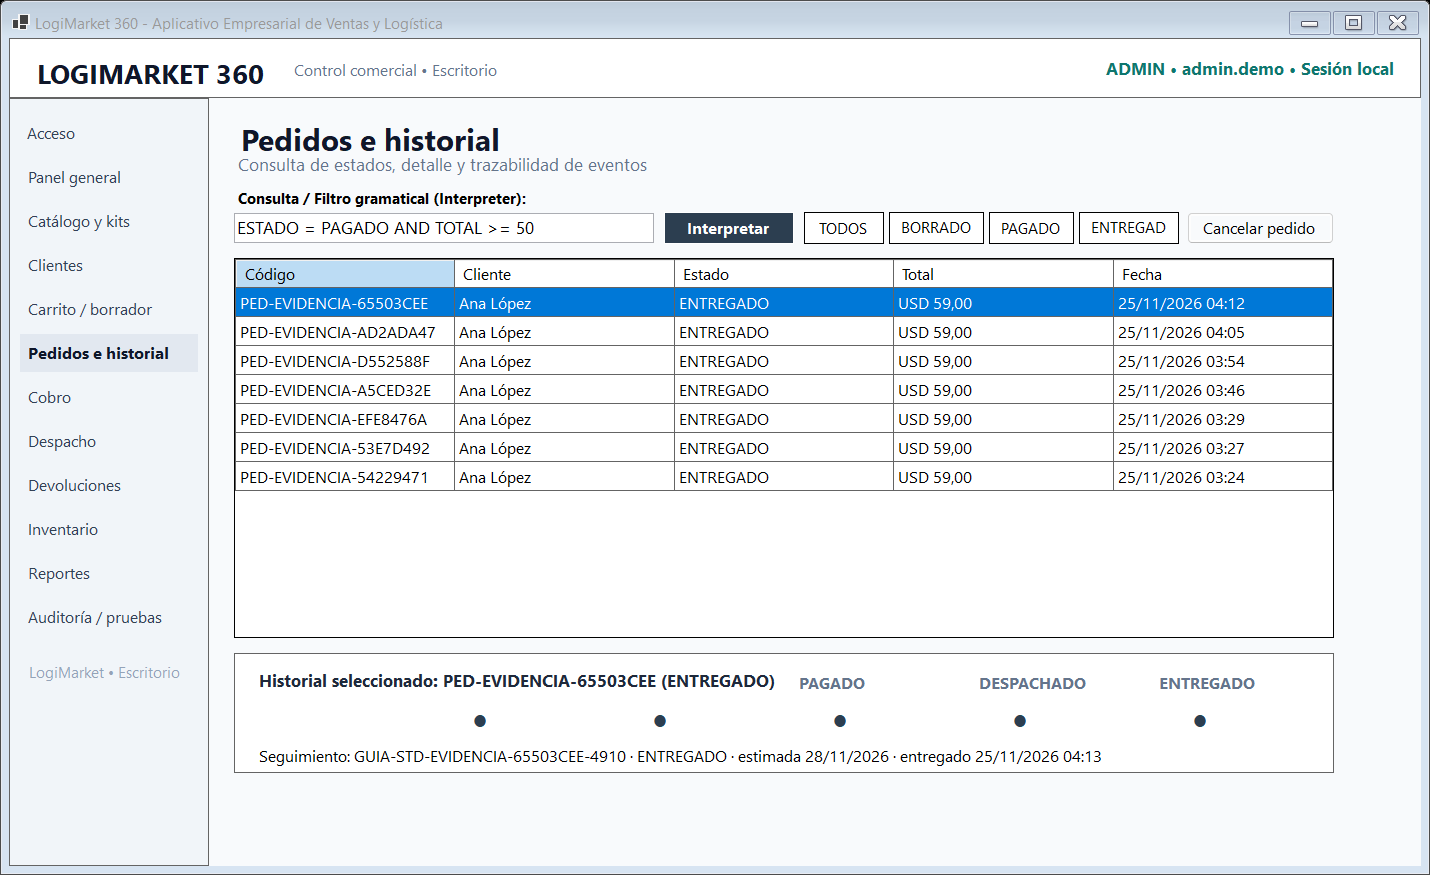 LogiMarket 360 - Aplicativo Empresarial de Ventas y Logística
LOGIMARKET 360 Control comercial • Escritorio ADMIN • admin.demo • Sesión local
Acceso
Panel general
Catálogo y kits
Clientes
Carrito / borrador
Pedidos e historial
Cobro
Despacho
Devoluciones
Inventario
Reportes
Auditoría / pruebas
LogiMarket • Escritorio
Pedidos e historial
Consulta de estados, detalle y trazabilidad de eventos
Consulta / Filtro gramatical (Interpreter):
ESTADO = PAGADO AND TOTAL >= 50 Interpretar TODOS BORRADO PAGADO ENTREGAD Cancelar pedido
Código Cliente Estado Total Fecha
PED-EVIDENCIA-65503CEE Ana López ENTREGADO USD 59,00 25/11/2026 04:12
PED-EVIDENCIA-AD2ADA47 Ana López ENTREGADO USD 59,00 25/11/2026 04:05
PED-EVIDENCIA-D552588F Ana López ENTREGADO USD 59,00 25/11/2026 03:54
PED-EVIDENCIA-A5CED32E Ana López ENTREGADO USD 59,00 25/11/2026 03:46
PED-EVIDENCIA-EFE8476A Ana López ENTREGADO USD 59,00 25/11/2026 03:29
PED-EVIDENCIA-53E7D492 Ana López ENTREGADO USD 59,00 25/11/2026 03:27
PED-EVIDENCIA-54229471 Ana López ENTREGADO USD 59,00 25/11/2026 03:24
Historial seleccionado: PED-EVIDENCIA-65503CEE (ENTREGADO) PAGADO DESPACHADO ENTREGADO
Seguimiento: GUIA-STD-EVIDENCIA-65503CEE-4910 · ENTREGADO · estimada 28/11/2026 · entregado 25/11/2026 04:13